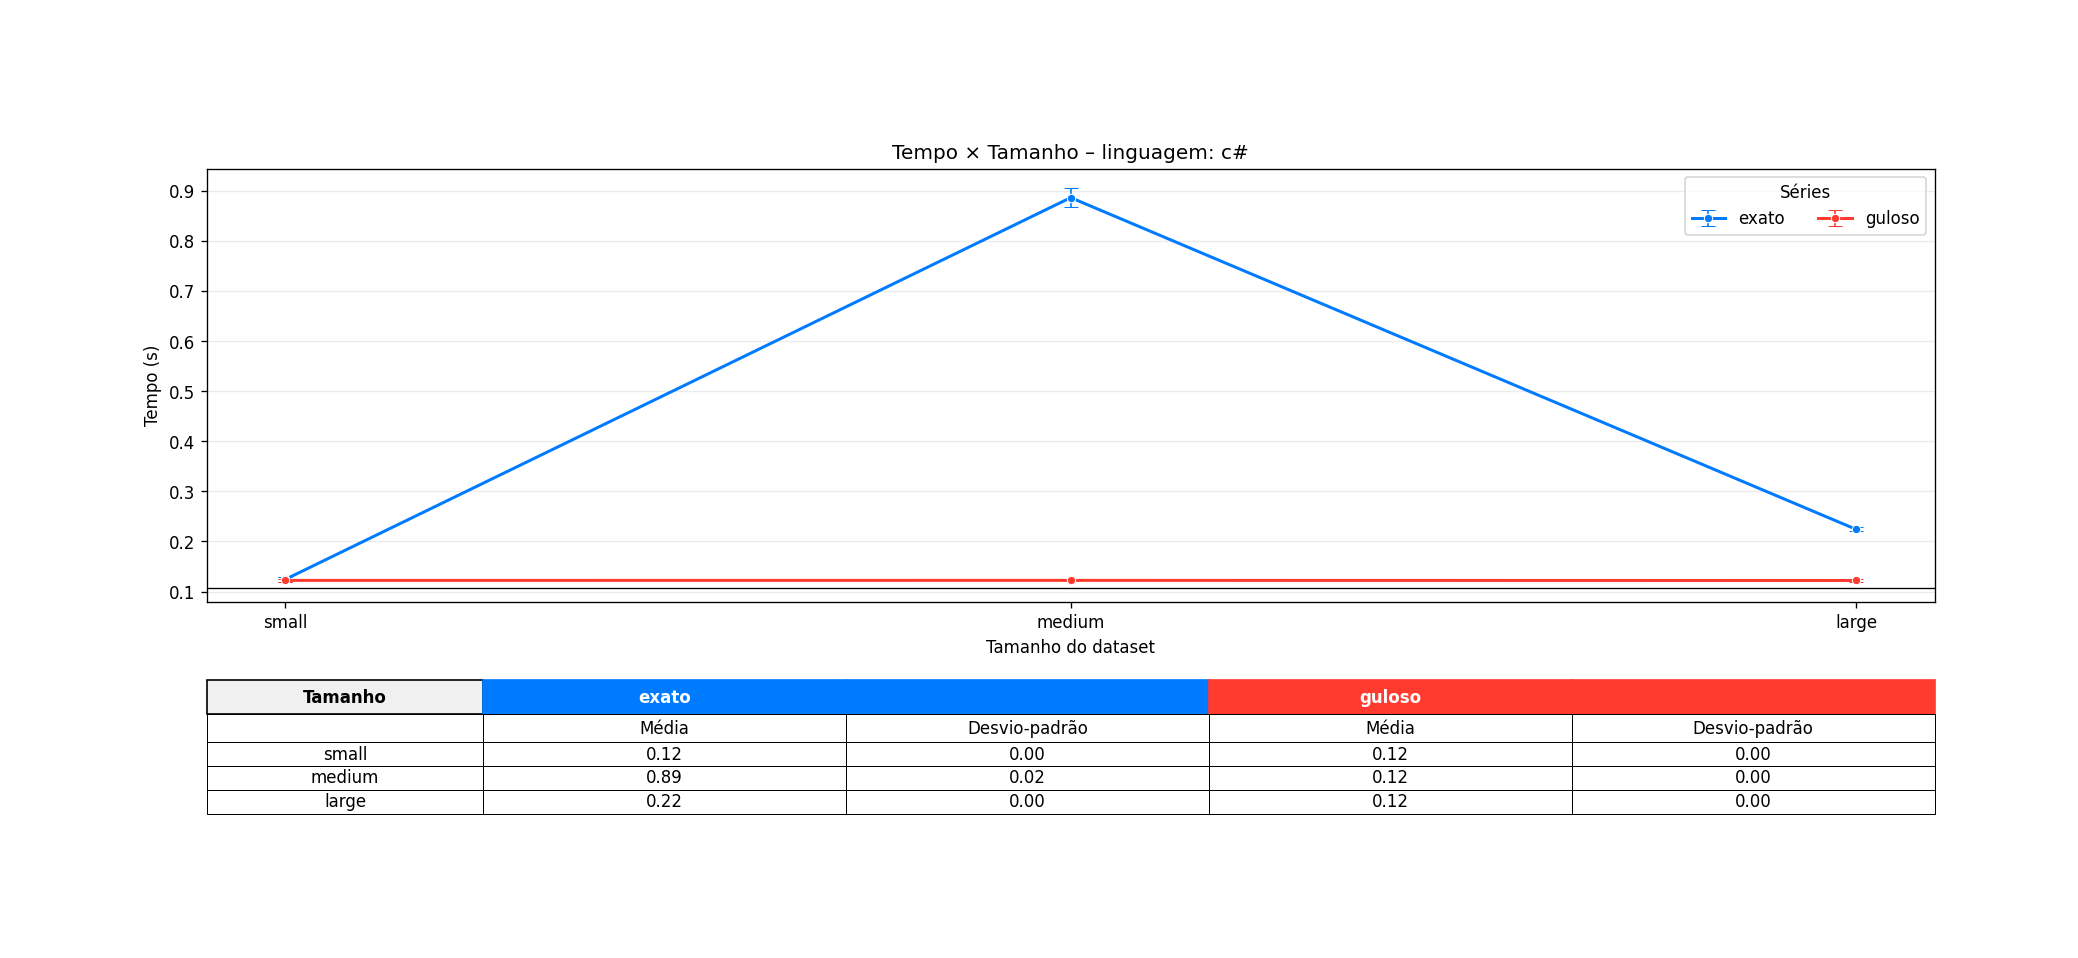 Tempo × Tamanho – linguagem: c#
Tempo (s)
0.9
0.8
0.7
0.6
0.5
0.4
0.3
0.2
0.1
Séries
exato guloso
small medium large
Tamanho do dataset
Tamanho exato guloso
Média Desvio-padrão Média Desvio-padrão
small 0.12 0.00 0.12 0.00
medium 0.89 0.02 0.12 0.00
large 0.22 0.00 0.12 0.00